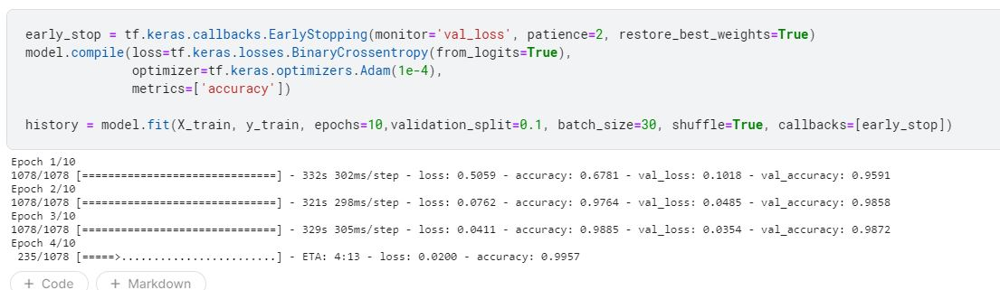 early_stop = tf.keras.callbacks.EarlyStopping(monitor='val_loss', patience=2, restore_best_weights=True)
model.compile(loss=tf.keras.losses.BinaryCrossentropy(from_logits=True),
              optimizer=tf.keras.optimizers.Adam(1e-4),
              metrics=['accuracy'])
history = model.fit(X_train, y_train, epochs=10,validation_split=0.1, batch_size=30, shuffle=True, callbacks=[early_stop])
Epoch 1/10
1078/1078 [==============================] - 332s 302ms/step - loss: 0.5059 - accuracy: 0.6781 - val_loss: 0.1018 - val_accuracy: 0.9591
Epoch 2/10
1078/1078 [==============================] - 321s 298ms/step - loss: 0.0762 - accuracy: 0.9764 - val_loss: 0.0485 - val_accuracy: 0.9858
Epoch 3/10
1078/1078 [==============================] - 329s 305ms/step - loss: 0.0411 - accuracy: 0.9885 - val_loss: 0.0354 - val_accuracy: 0.9872
Epoch 4/10
 235/1078 [=====>........................] - ETA: 4:13 - loss: 0.0200 - accuracy: 0.9957
+ Code + Markdown